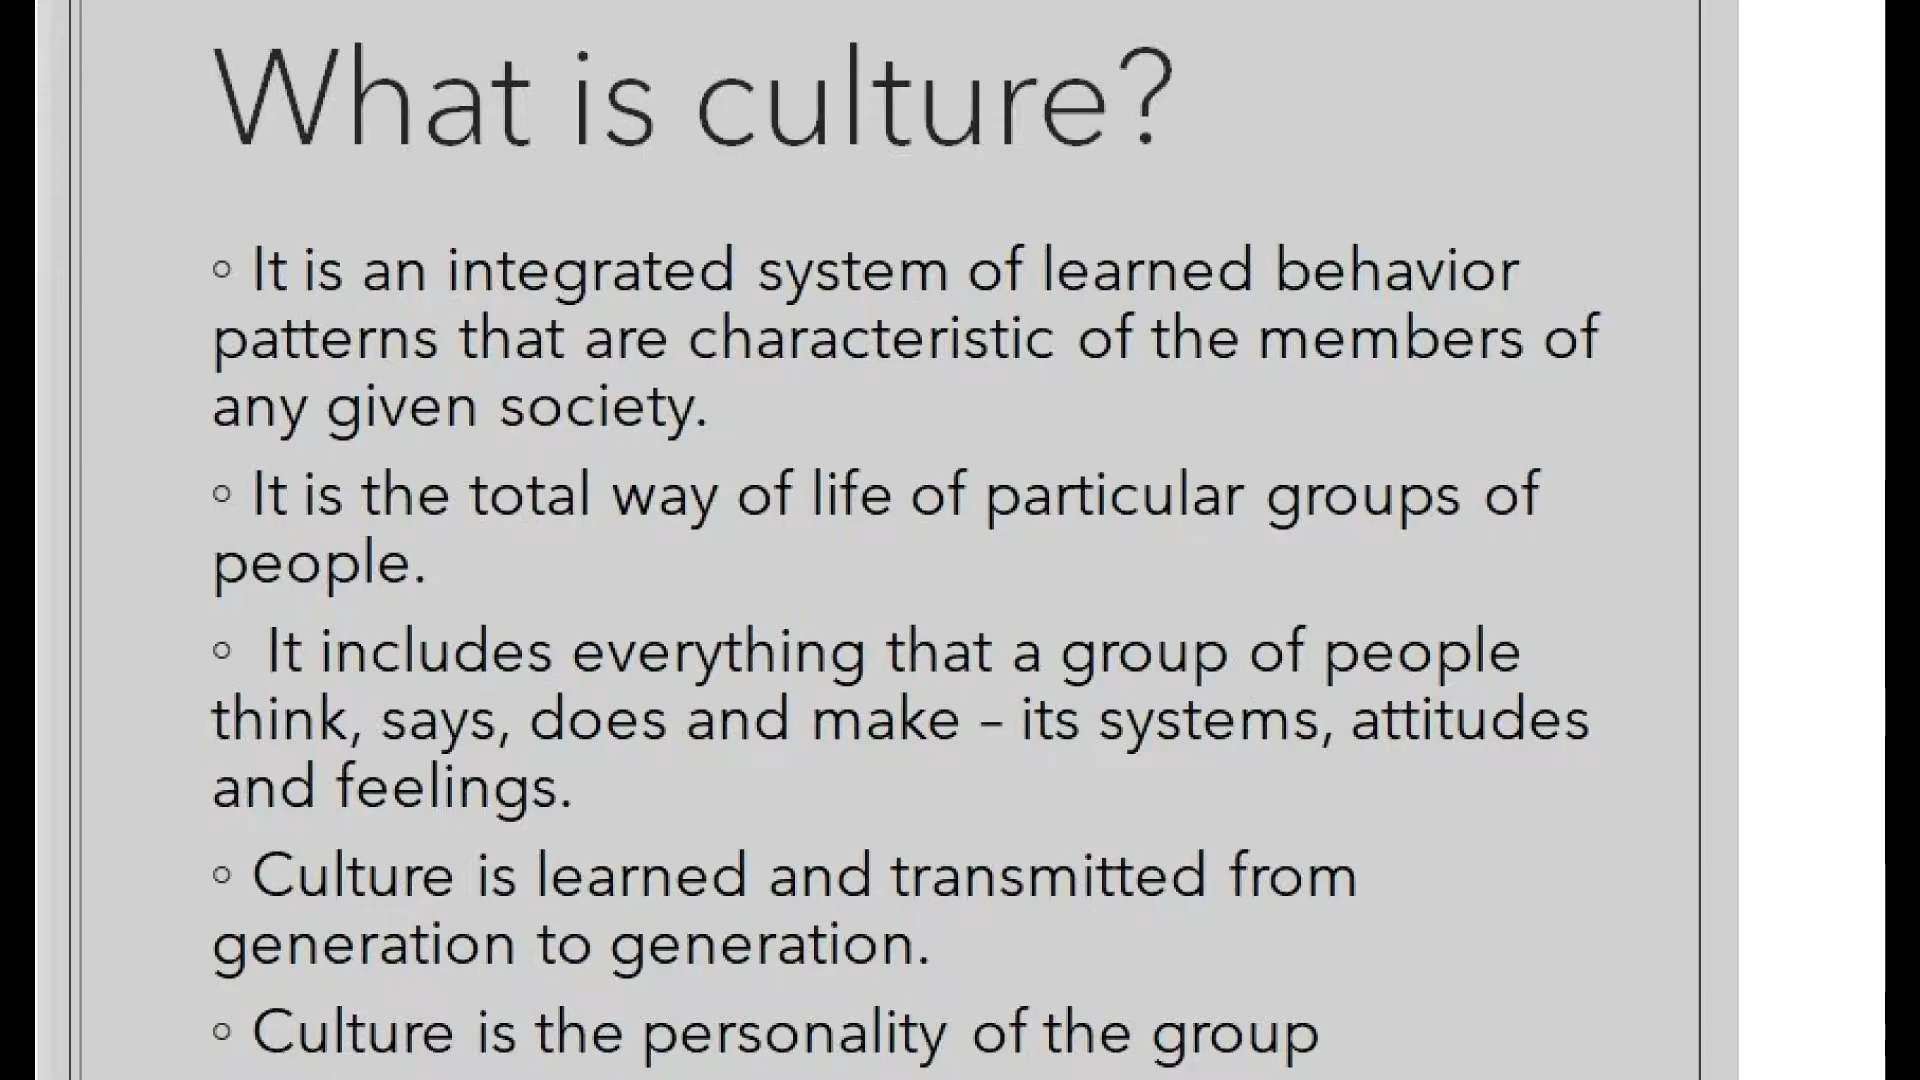 What is culture?
◦ It is an integrated system of learned behavior
patterns that are characteristic of the members of
any given society.
◦ It is the total way of life of particular groups of
people.
◦ It includes everything that a group of people
think, says, does and make – its systems, attitudes
and feelings.
◦ Culture is learned and transmitted from
generation to generation.
◦ Culture is the personality of the group